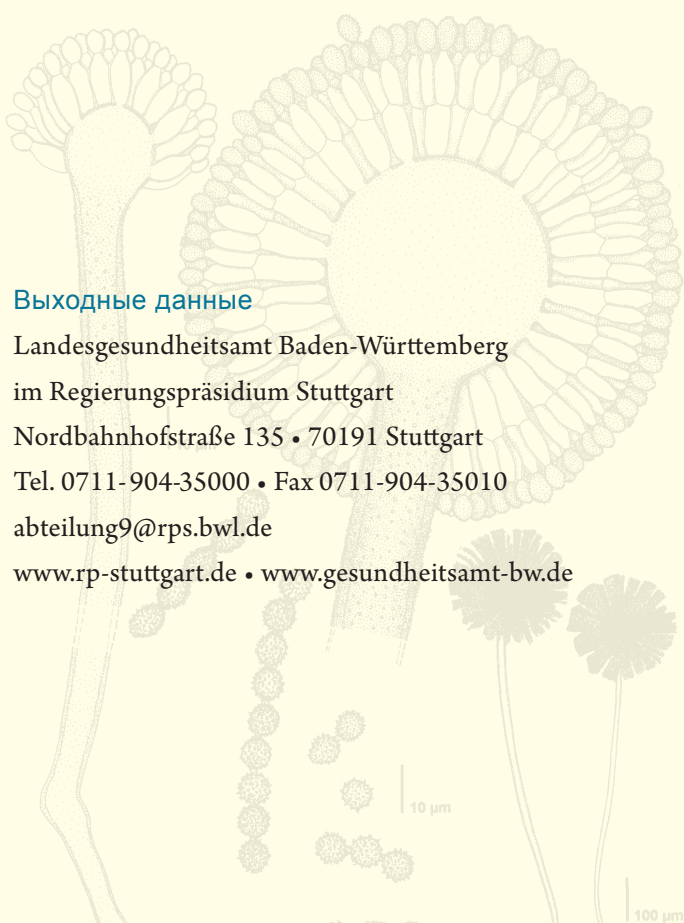 Выходные данные
Landesgesundheitsamt Baden-Württemberg
im Regierungspräsidium Stuttgart
Nordbahnhofstraße 135 • 70191 Stuttgart
Tel. 0711-904-35000 • Fax 0711-904-35010
abteilung9@rps.bwl.de
www.rp-stuttgart.de • www.gesundheitsamt-bw.de
10 µm
100 µm